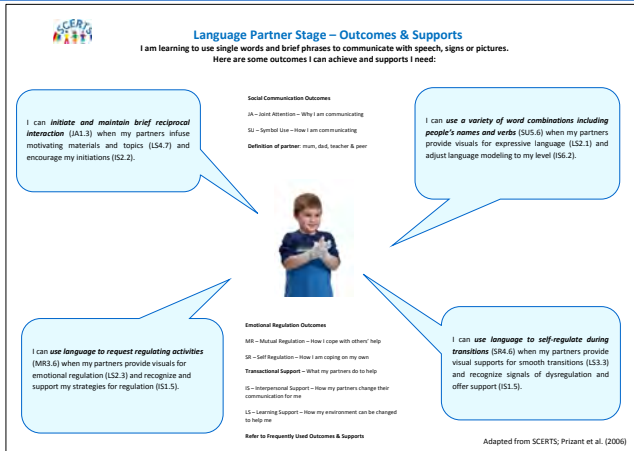 SCERTS
Language Partner Stage – Outcomes & Supports
I am learning to use single words and brief phrases to communicate with speech, signs or pictures.
Here are some outcomes I can achieve and supports I need:
I can initiate and maintain brief reciprocal
interaction (JA1.3) when my partners infuse
motivating materials and topics (LS4.7) and
encourage my initiations (IS2.2).
Social Communication Outcomes
JA – Joint Attention – Why I am communicating
SU – Symbol Use – How I am communicating
Definition of partner: mum, dad, teacher & peer
I can use a variety of word combinations including
people's names and verbs (SU5.6) when my partners
provide visuals for expressive language (LS2.1) and
adjust language modeling to my level (IS6.2).
I can use language to request regulating activities
(MR3.6) when my partners provide visuals for
emotional regulation (LS2.3) and recognize and
support my strategies for regulation (IS1.5).
Emotional Regulation Outcomes
MR – Mutual Regulation – How I cope with others' help
SR – Self Regulation – How I am coping on my own
Transactional Support – What my partners do to help
IS – Interpersonal Support – How my partners change their
communication for me
LS – Learning Support – How my environment can be changed
to help me
Refer to Frequently Used Outcomes & Supports
I can use language to self-regulate during
transitions (SR4.6) when my partners provide
visual supports for smooth transitions (LS3.3)
and recognize signals of dysregulation and
offer support (IS1.5).
Adapted from SCERTS; Prizant et al. (2006)